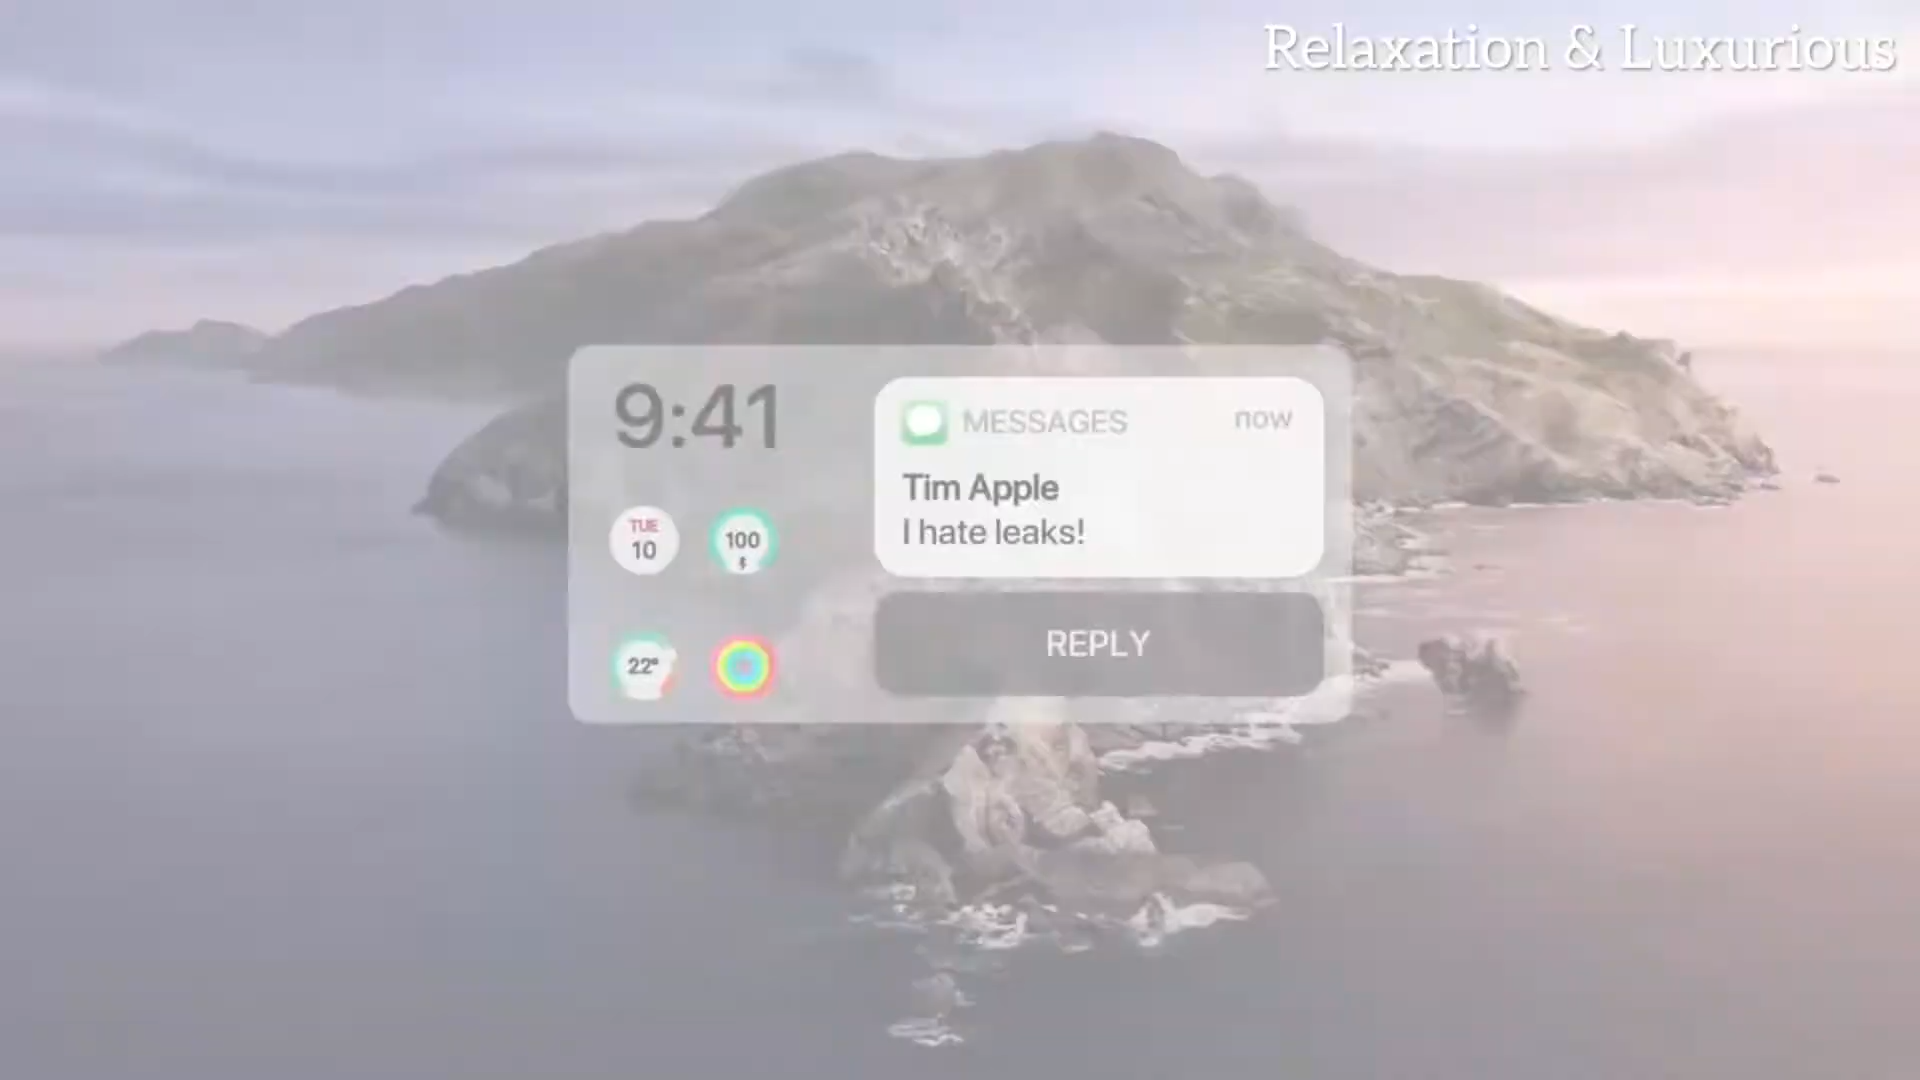 Relaxation & Luxurious
9:41
TUE
10
100
22°
MESSAGES
now
Tim Apple
I hate leaks!
REPLY